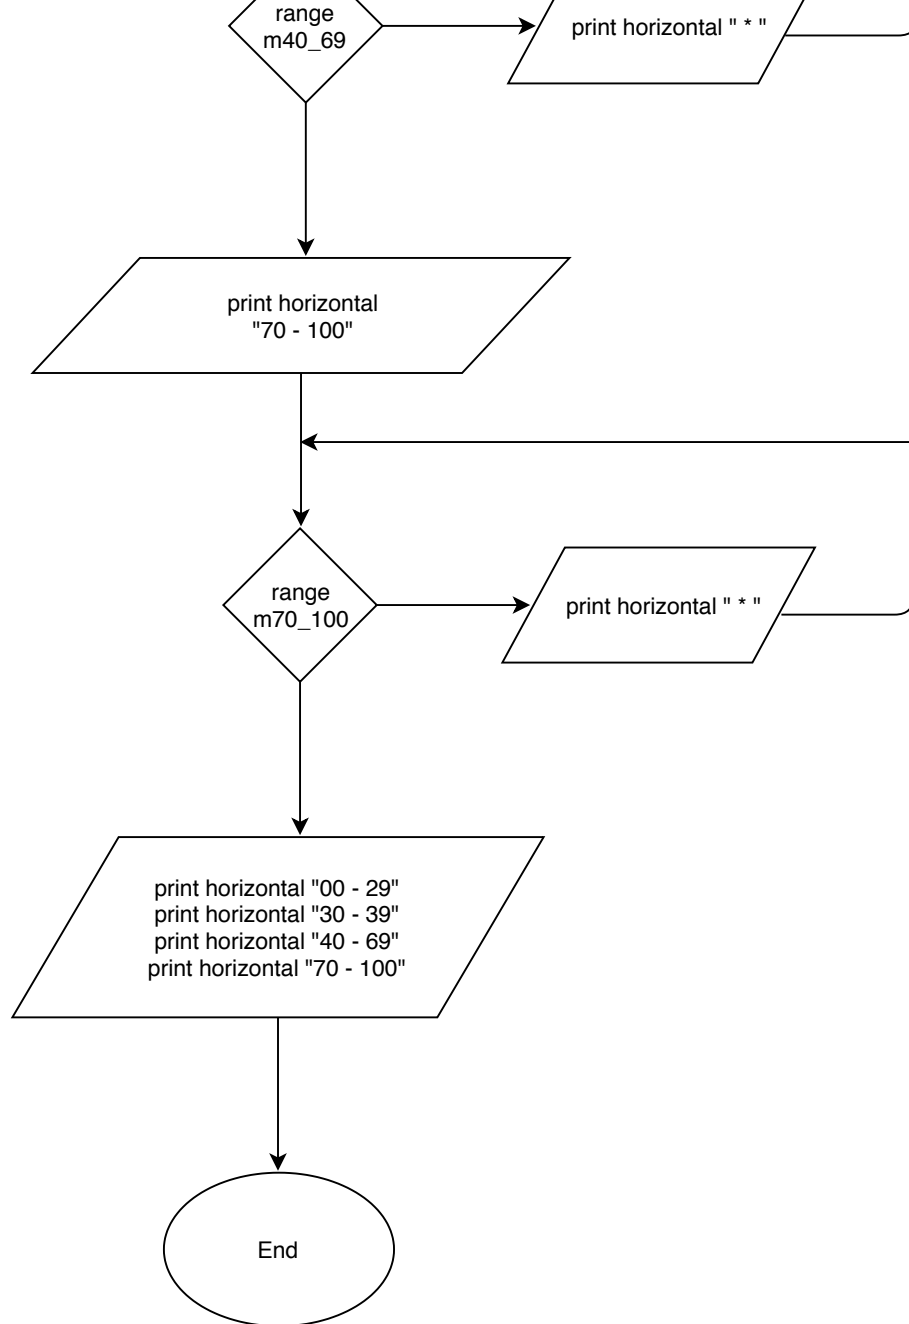 range
m40_69
print horizontal " * "
print horizontal
"70 - 100"
range
m70_100
print horizontal " * "
print horizontal "00 - 29"
print horizontal "30 - 39"
print horizontal "40 - 69"
print horizontal "70 - 100"
End